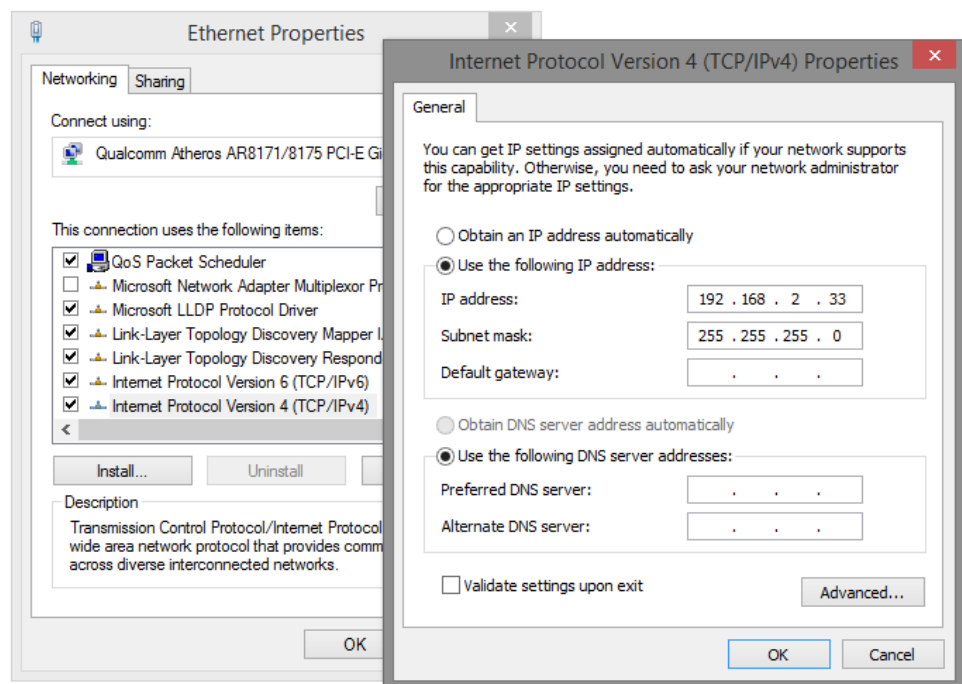 Ethernet Properties
Networking
Sharing
Connect using:
Qualcomm Atheros AR8171/8175 PCI-E Gi
This connection uses the following items:
QoS Packet Scheduler
Microsoft Network Adapter Multiplexor Pr
Microsoft LLDP Protocol Driver
Link-Layer Topology Discovery Mapper I.
Link-Layer Topology Discovery Respond
Internet Protocol Version 6 (TCP/IPv6)
Internet Protocol Version 4 (TCP/IPv4)
Install...
Uninstall
Description
Transmission Control Protocol/Internet Protocol
wide area network protocol that provides comm
across diverse interconnected networks.
OK
Internet Protocol Version 4 (TCP/IPv4) Properties
General
You can get IP settings assigned automatically if your network supports
this capability. Otherwise, you need to ask your network administrator
for the appropriate IP settings.
Obtain an IP address automatically
Use the following IP address:
IP address: 192 . 168 . 2 . 33
Subnet mask: 255 . 255 . 255 . 0
Default gateway: . . .
Obtain DNS server address automatically
Use the following DNS server addresses:
Preferred DNS server: . . .
Alternate DNS server: . . .
Validate settings upon exit
Advanced...
OK
Cancel